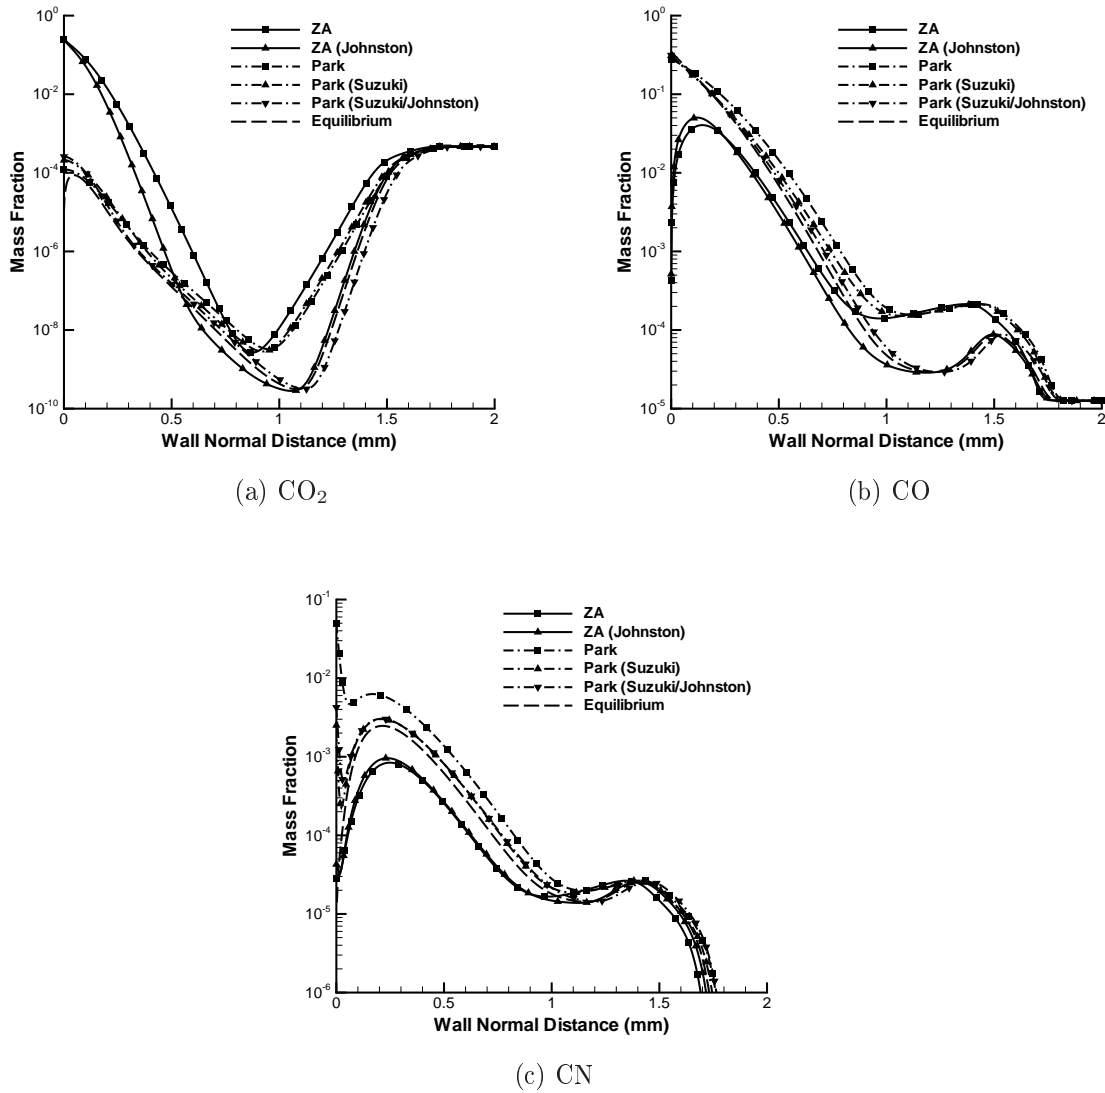 10^0
10^-2
10^-4
10^-6
10^-8
10^-10
Mass Fraction
0 0.5 1 1.5 2
Wall Normal Distance (mm)
ZA
ZA (Johnston)
Park
Park (Suzuki)
Park (Suzuki/Johnston)
Equilibrium
(a) CO₂
10^0
10^-1
10^-2
10^-3
10^-4
10^-5
Mass Fraction
0 0.5 1 1.5 2
Wall Normal Distance (mm)
ZA
ZA (Johnston)
Park
Park (Suzuki)
Park (Suzuki/Johnston)
Equilibrium
(b) CO
10^-1
10^-2
10^-3
10^-4
10^-5
10^-6
Mass Fraction
0 0.5 1 1.5 2
Wall Normal Distance (mm)
ZA
ZA (Johnston)
Park
Park (Suzuki)
Park (Suzuki/Johnston)
Equilibrium
(c) CN